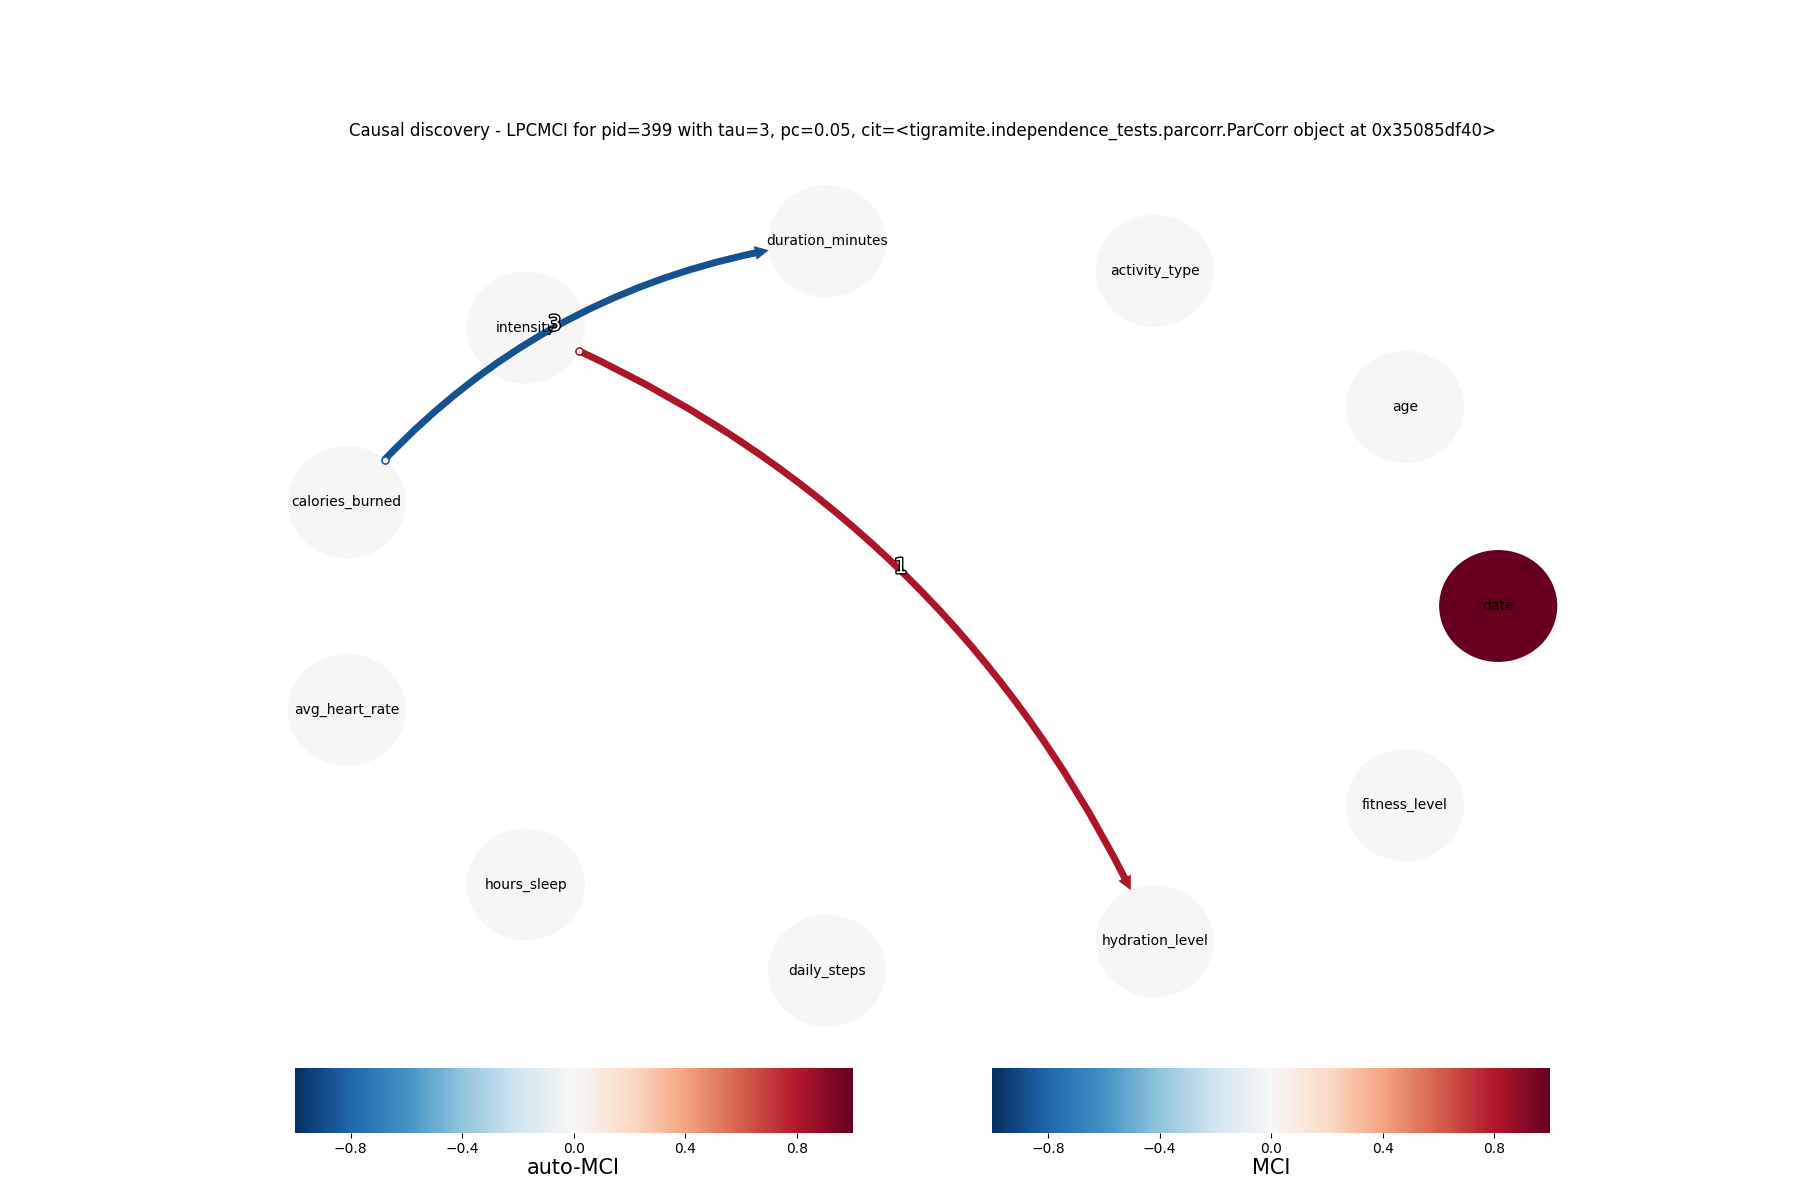 Causal discovery - LPCMCI for pid=399 with tau=3, pc=0.05, cit=<tigramite.independence_tests.parcorr.ParCorr object at 0x35085df40>
duration_minutes
activity_type
intensity
3
age
calories_burned
1
date
avg_heart_rate
fitness_level
hours_sleep
hydration_level
daily_steps
−0.8 −0.4 0.0 0.4 0.8
auto-MCI
−0.8 −0.4 0.0 0.4 0.8
MCI